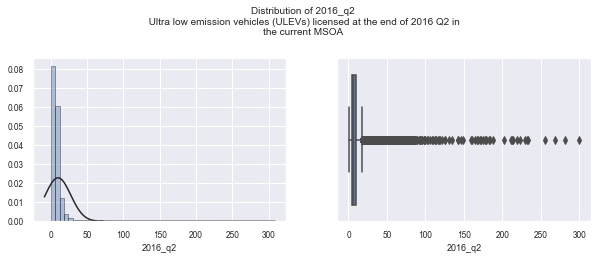 Distribution of 2016_q2
Ultra low emission vehicles (ULEVs) licensed at the end of 2016 Q2 in
the current MSOA
0.08
0.07
0.06
0.05
0.04
0.03
0.02
0.01
0.00
0 50 100 150 200 250 300
2016_q2
0 50 100 150 200 250 300
2016_q2